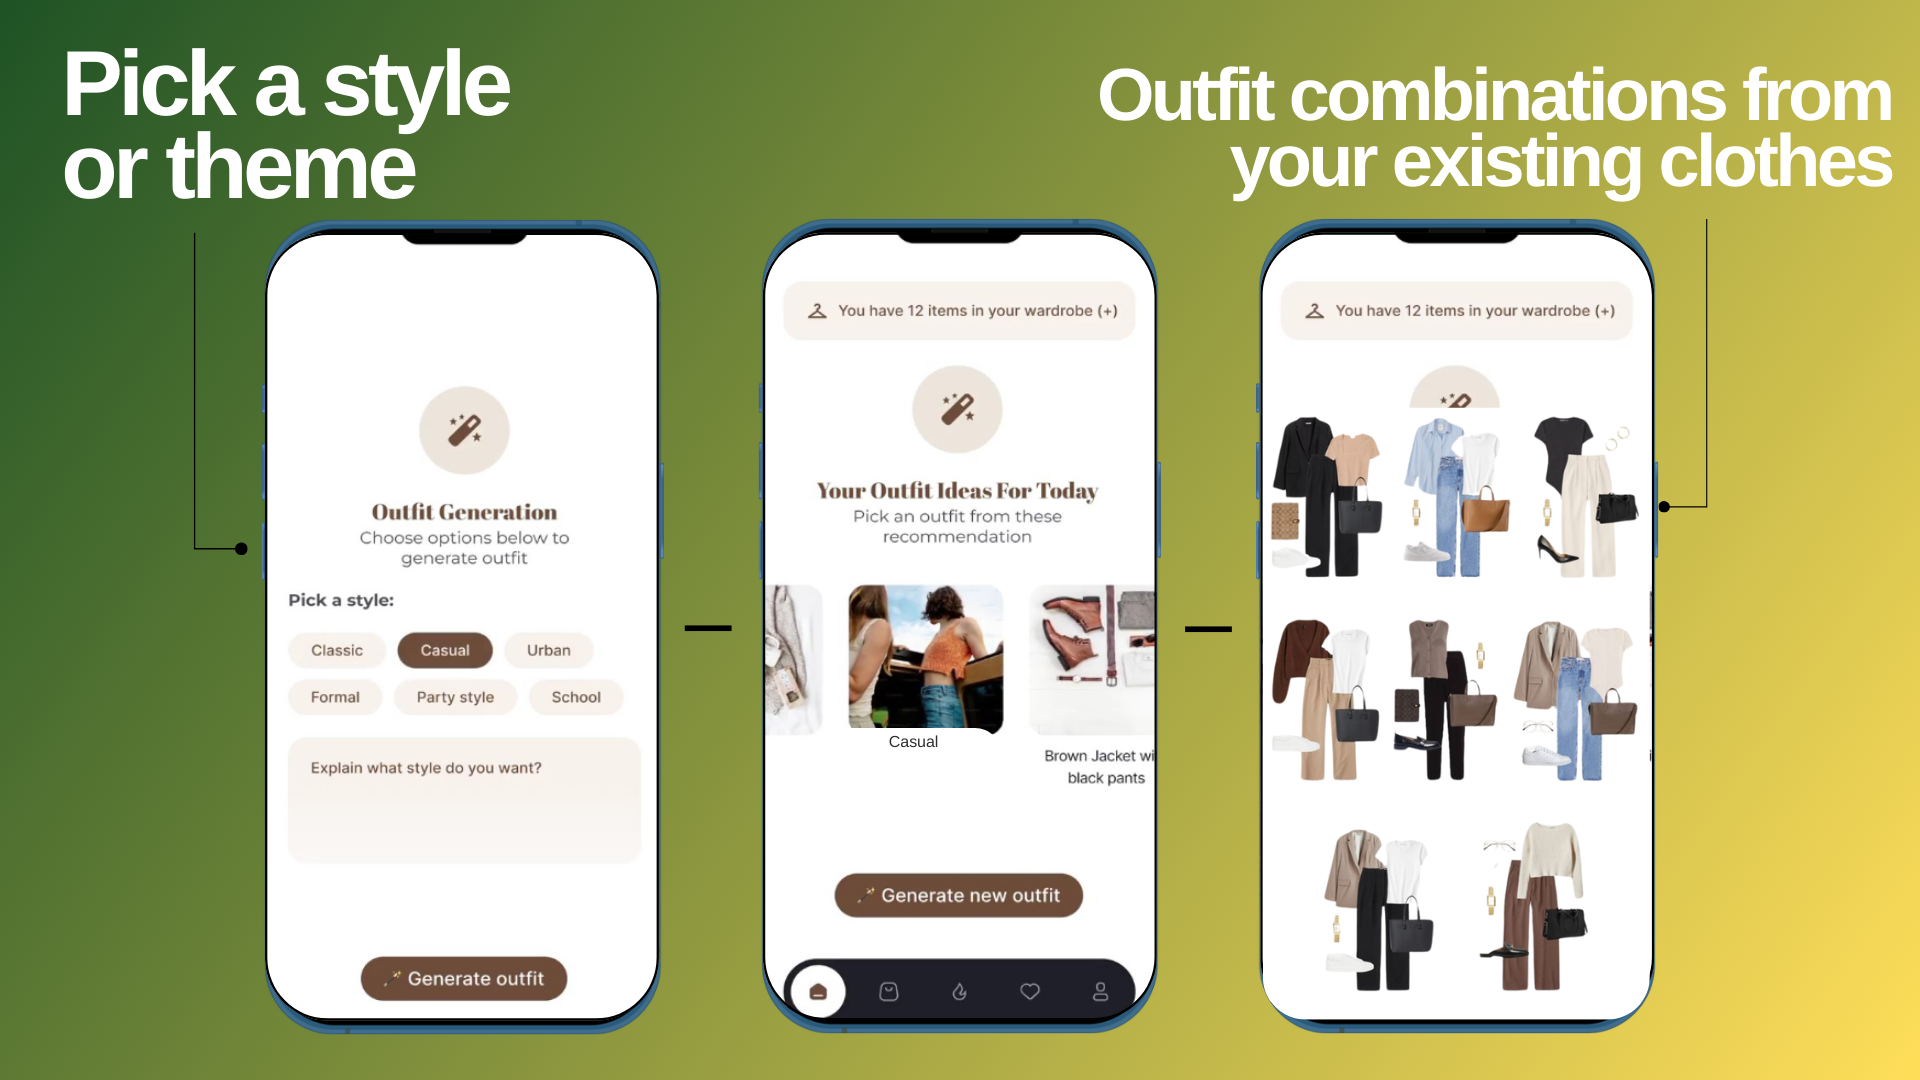 Pick a style
or theme
Outfit combinations from
your existing clothes
Outfit Generation
Choose options below to
generate outfit
Pick a style:
Classic
Casual
Urban
Formal
Party style
School
Explain what style do you want?
Generate outfit
You have 12 items in your wardrobe (+)
Your Outfit Ideas For Today
Pick an outfit from these
recommendation
Casual
Brown Jacket wi
black pants
Generate new outfit
You have 12 items in your wardrobe (+)